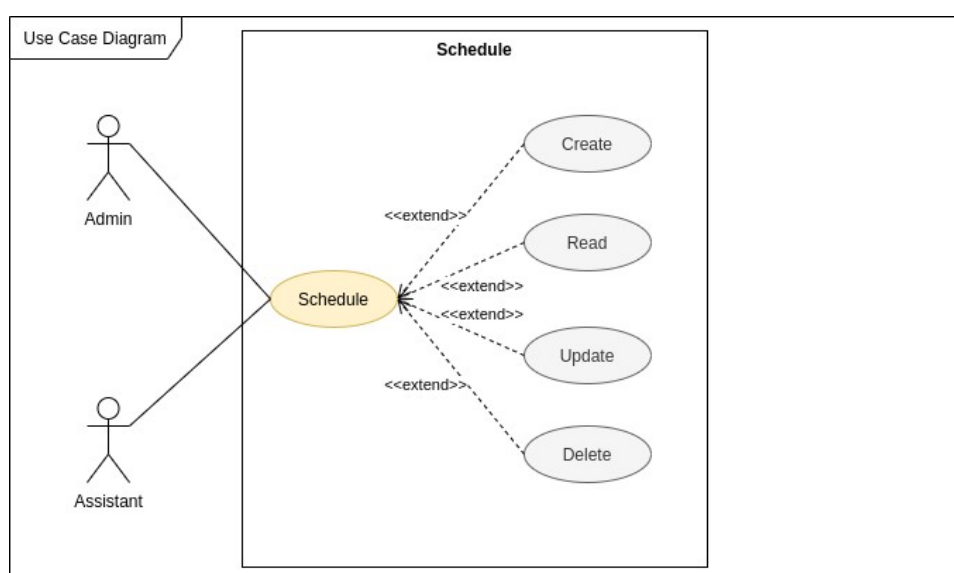 Use Case Diagram
Schedule
Admin
Create
<<extend>>
Read
<<extend>>
Schedule
<<extend>>
Update
<<extend>>
Delete
Assistant